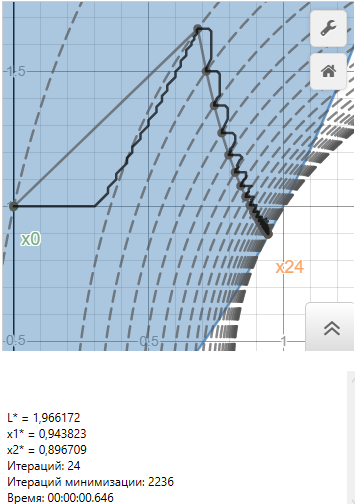 1.5
x0
x24
0.5
0.5
1
L* = 1,966172
x1* = 0,943823
x2* = 0,896709
Итераций: 24
Итераций минимизации: 2236
Время: 00:00:00.646